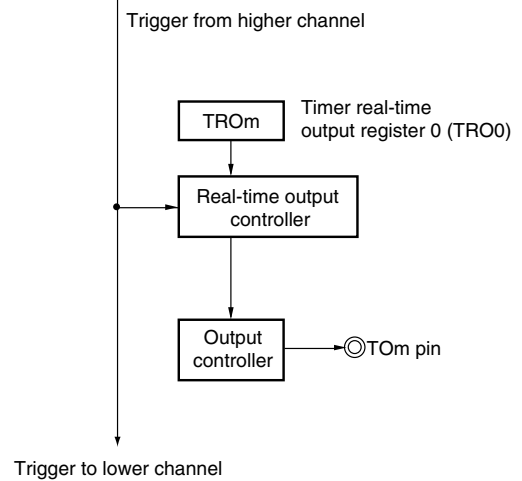 Trigger from higher channel
TROm
Timer real-time
output register 0 (TRO0)
Real-time output
controller
Output
controller
TOm pin
Trigger to lower channel